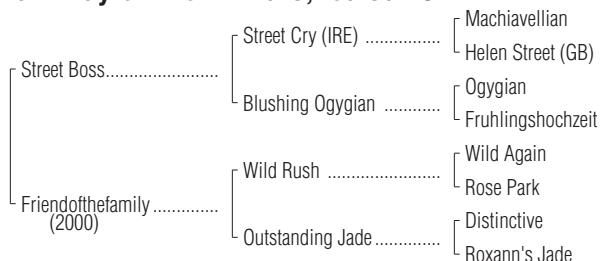 Machiavellian
Street Cry (IRE) ................
Helen Street (GB)
Street Boss........................
Ogygian
Blushing Ogygian ............
Fruhlingshochzeit
Wild Again
Wild Rush ........................
Rose Park
Friendofthefamily ..............
(2000)
Distinctive
Outstanding Jade..............
Roxann's Jade